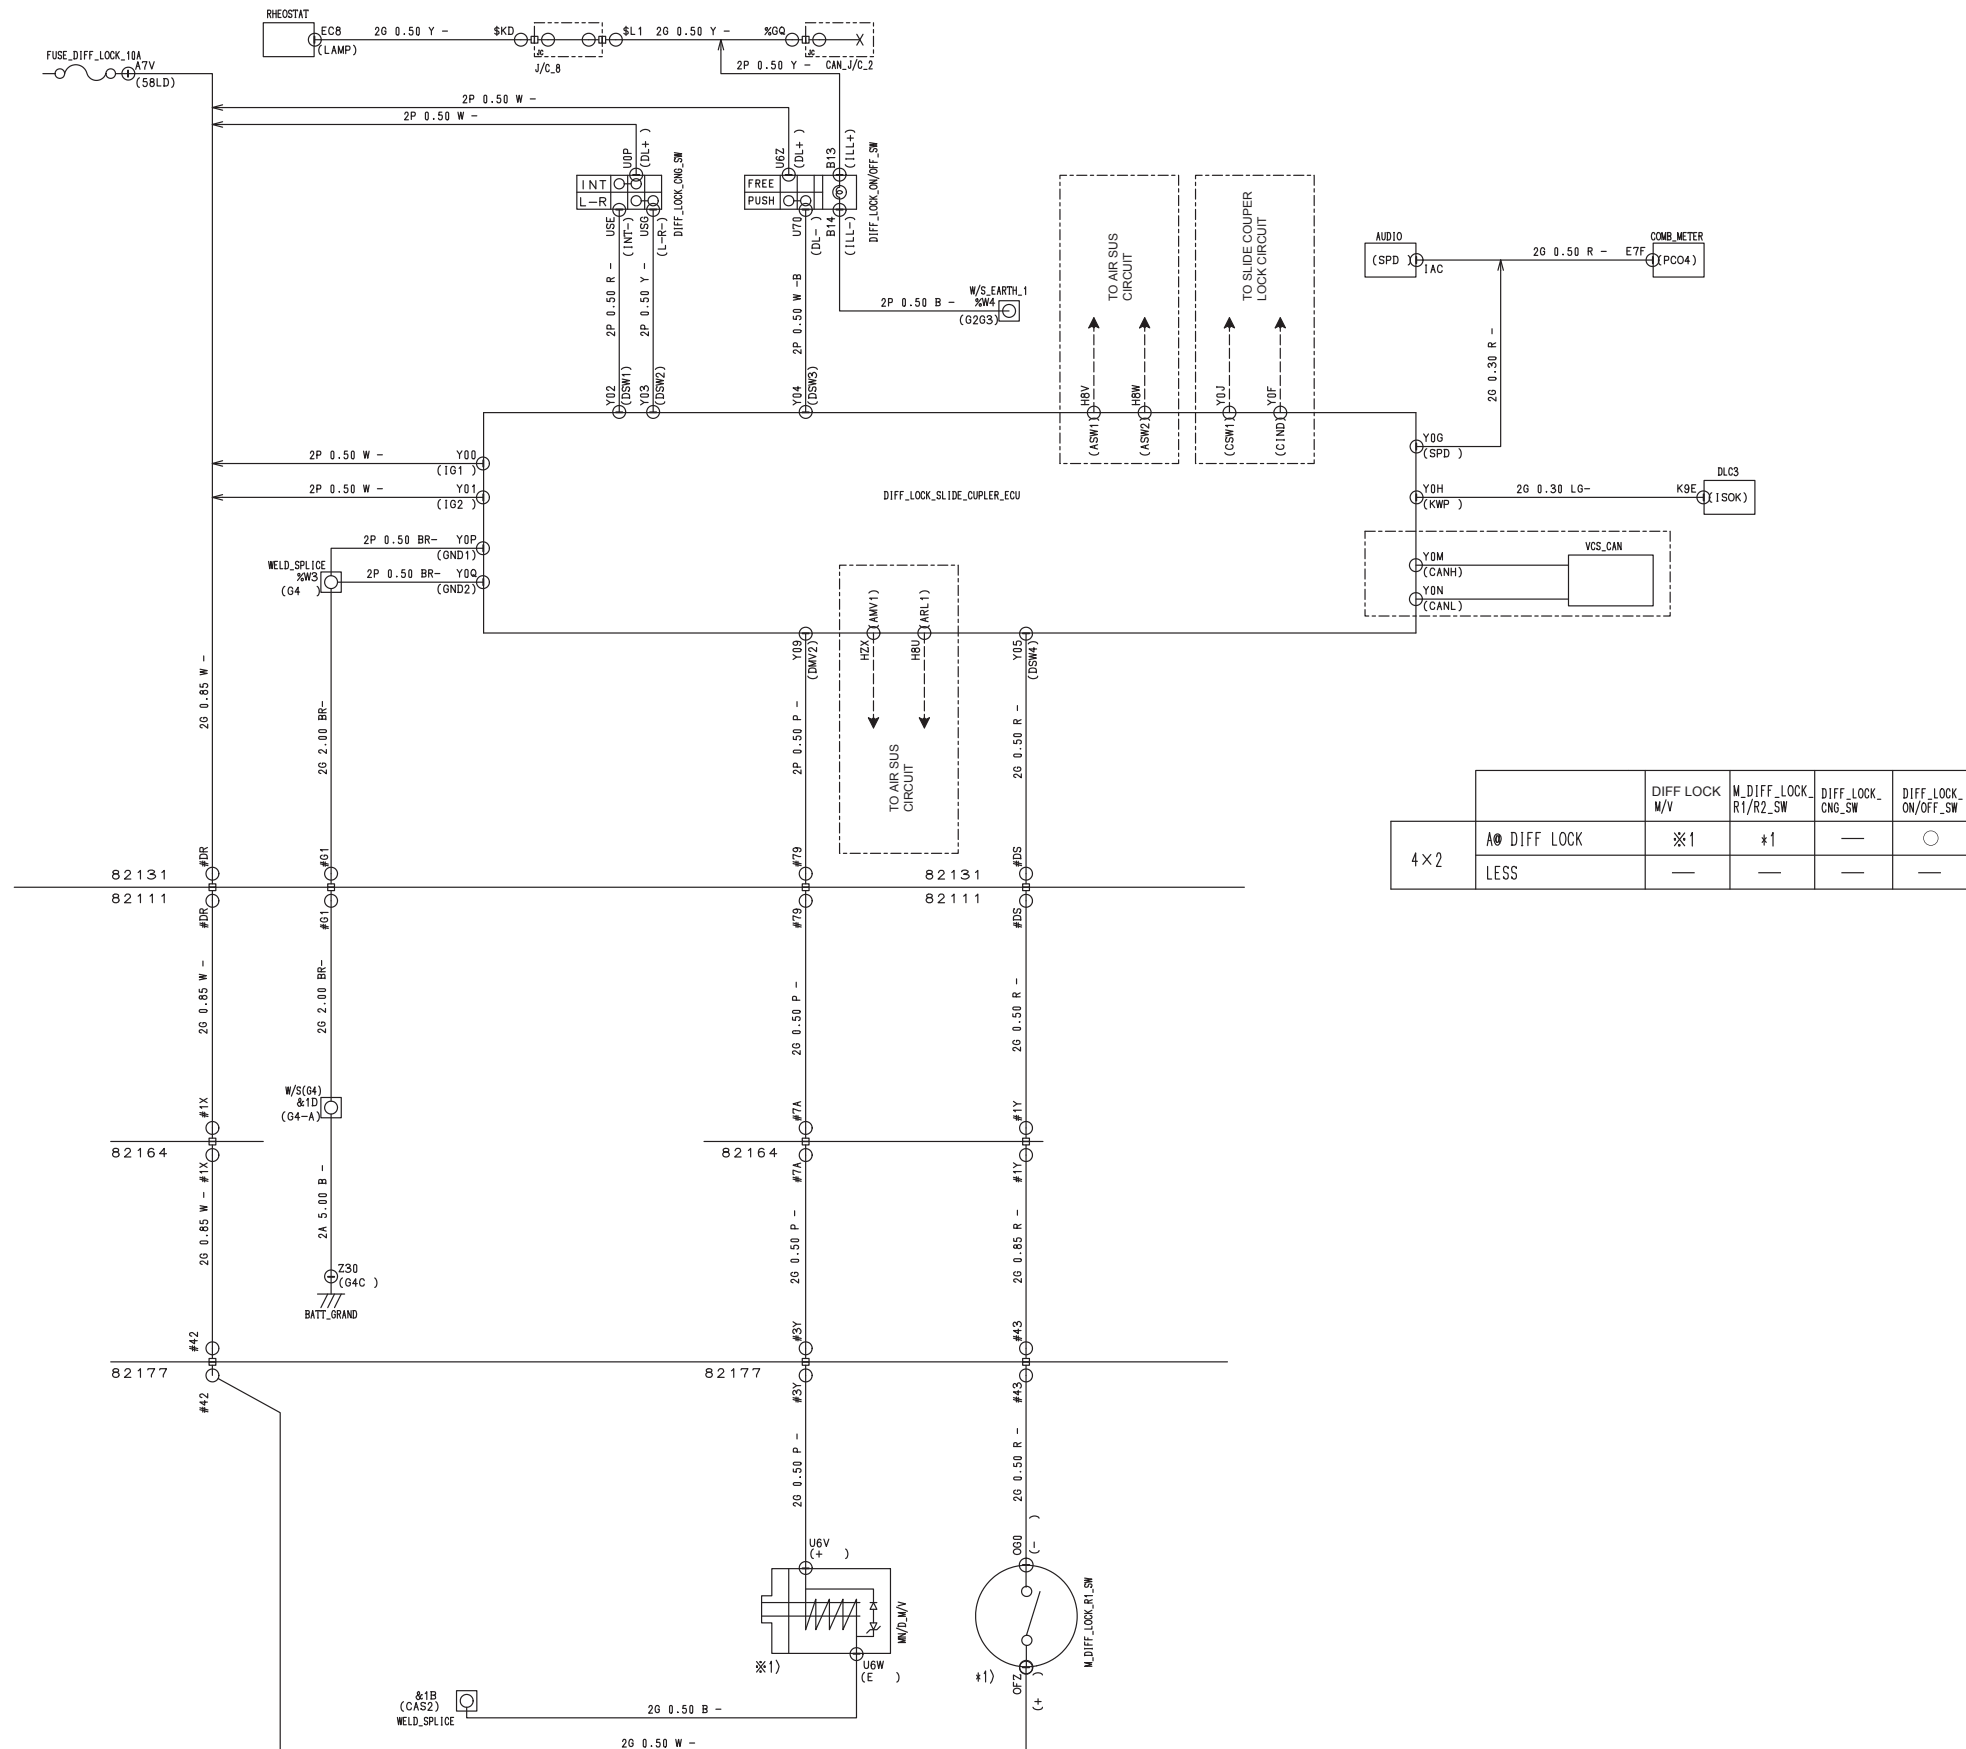 RHEOSTAT
EC8
(LAMP)
2G 0.50 Y -
$KD
Jc
J/C_8
$L1
2G 0.50 Y -
%GQ
Jc
CAN_J/C_2
2P 0.50 Y -
FUSE_DIFF_LOCK_10A
A7V
(58LD)
2P 0.50 W -
2P 0.50 W -
U0P
(DL+ )
INT
L-R
DIFF_LOCK_CNG_SW
USE
(INT-)
USG
(L-R-)
U6Z
(DL+ )
B13
(ILL+)
FREE
PUSH
DIFF_LOCK_ON/OFF_SW
U70
(DL- )
B14
(ILL-)
2P 0.50 R -
2P 0.50 Y -
2P 0.50 W -B
2P 0.50 B -
W/S_EARTH_1
%W4
(G2G3)
TO AIR SUS
CIRCUIT
TO SLIDE COUPER
LOCK CIRCUIT
AUDIO
(SPD )
IAC
2G 0.50 R -
E7F
COMB_METER
(PCO4)
2G 0.30 R -
Y02
(DSW1)
Y03
(DSW2)
Y04
(DSW3)
H8V
(ASW1)
H8W
(ASW2)
Y0J
(CSW1)
Y0F
(CIND)
Y0G
(SPD )
2P 0.50 W -
Y00
(IG1 )
2P 0.50 W -
Y01
(IG2 )
DIFF_LOCK_SLIDE_CUPLER_ECU
Y0H
(KWP )
2G 0.30 LG-
K9E
DLC3
(ISOK)
2P 0.50 BR-
Y0P
(GND1)
WELD_SPLICE
%W3
(G4 )
2P 0.50 BR-
Y0Q
(GND2)
VCS_CAN
Y0M
(CANH)
Y0N
(CANL)
Y09
(DMV2)
HZX
(AMV1)
H8U
(ARL1)
Y05
(DSW4)
2G 0.85 W -
2G 2.00 BR-
2P 0.50 P -
TO AIR SUS
CIRCUIT
2G 0.50 R -
DIFF LOCK
M/V
M_DIFF_LOCK_
R1/R2_SW
DIFF_LOCK_
CNG_SW
DIFF_LOCK_
ON/OFF_SW
4×2
A@ DIFF LOCK
※1
*1
—
○
LESS
—
—
—
—
82131
#DR
#G1
#79
82131
#DS
82111
#DR
#G1
#79
82111
#DS
2G 0.85 W -
2G 2.00 BR-
2G 0.50 P -
2G 0.50 R -
W/S(G4)
&1D
(G4-A)
#1X
#7A
#1Y
82164
#1X
82164
#7A
#1Y
2G 0.85 W -
2A 5.00 B -
2G 0.50 P -
2G 0.85 R -
Z30
(G4C )
BATT_GRAND
#42
#3Y
#43
82177
#42
82177
#3Y
#43
2G 0.50 P -
2G 0.50 R -
U6V
(+ )
MN/D_M/V
※1)
U6W
(E )
OG0
(- )
M_DIFF_LOCK_R1_SW
*1)
OFZ
(+ )
&1B
(CAS2)
WELD_SPLICE
2G 0.50 B -
2G 0.50 W -